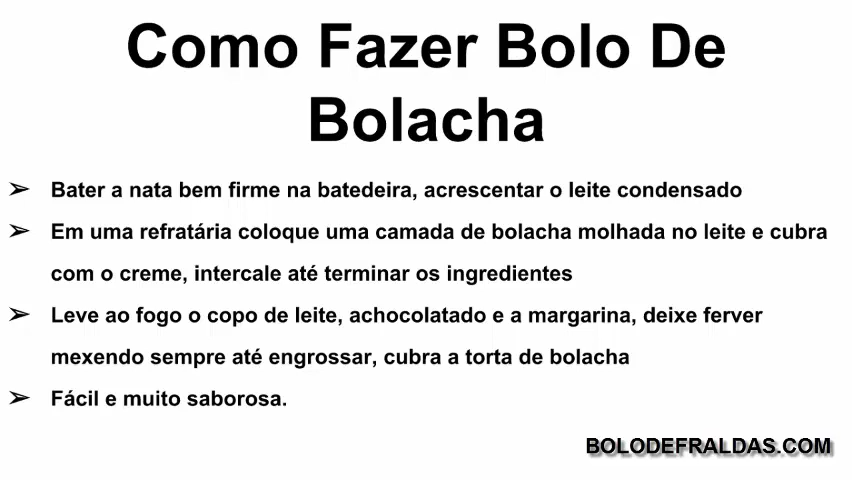 Como Fazer Bolo De
Bolacha
➢ Bater a nata bem firme na batedeira, acrescentar o leite condensado
➢ Em uma refratária coloque uma camada de bolacha molhada no leite e cubra
com o creme, intercale até terminar os ingredientes
➢ Leve ao fogo o copo de leite, achocolatado e a margarina, deixe ferver
mexendo sempre até engrossar, cubra a torta de bolacha
➢ Fácil e muito saborosa.
BOLODEFRALDAS.COM